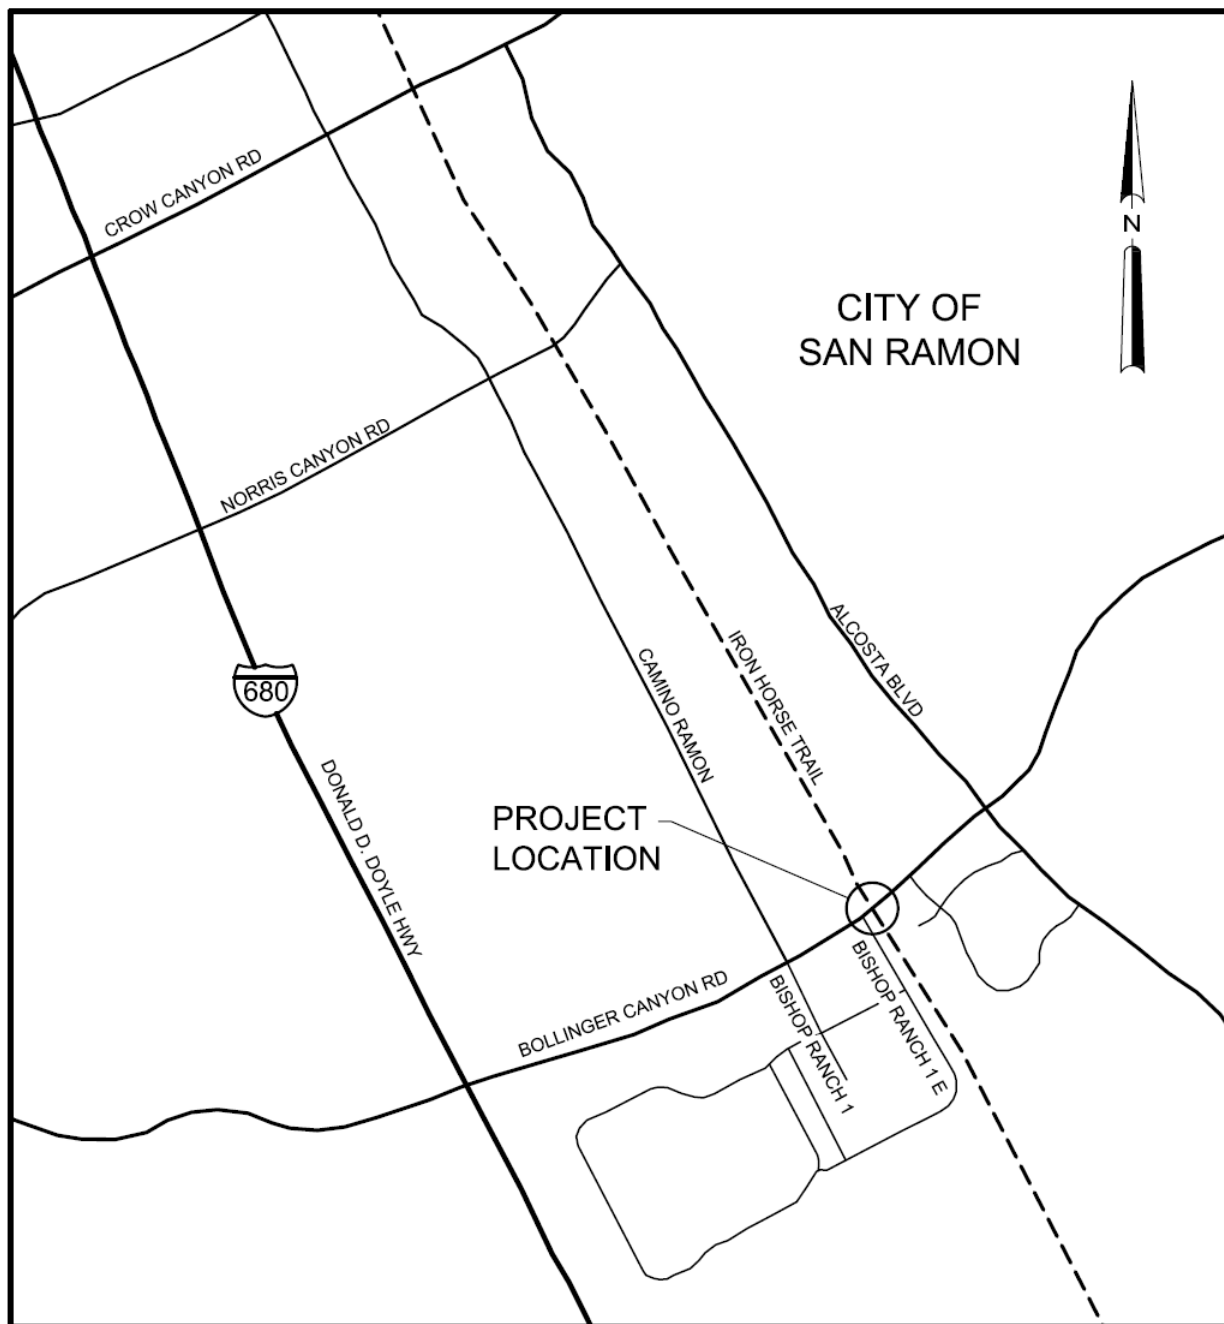 CROW CANYON RD
N
CITY OF
SAN RAMON
NORRIS CANYON RD
ALCOSTA BLVD
IRON HORSE TRAIL
CAMINO RAMON
680
DONALD D. DOYLE HWY
PROJECT
LOCATION
BOLLINGER CANYON RD
BISHOP RANCH 1
BISHOP RANCH 1 E